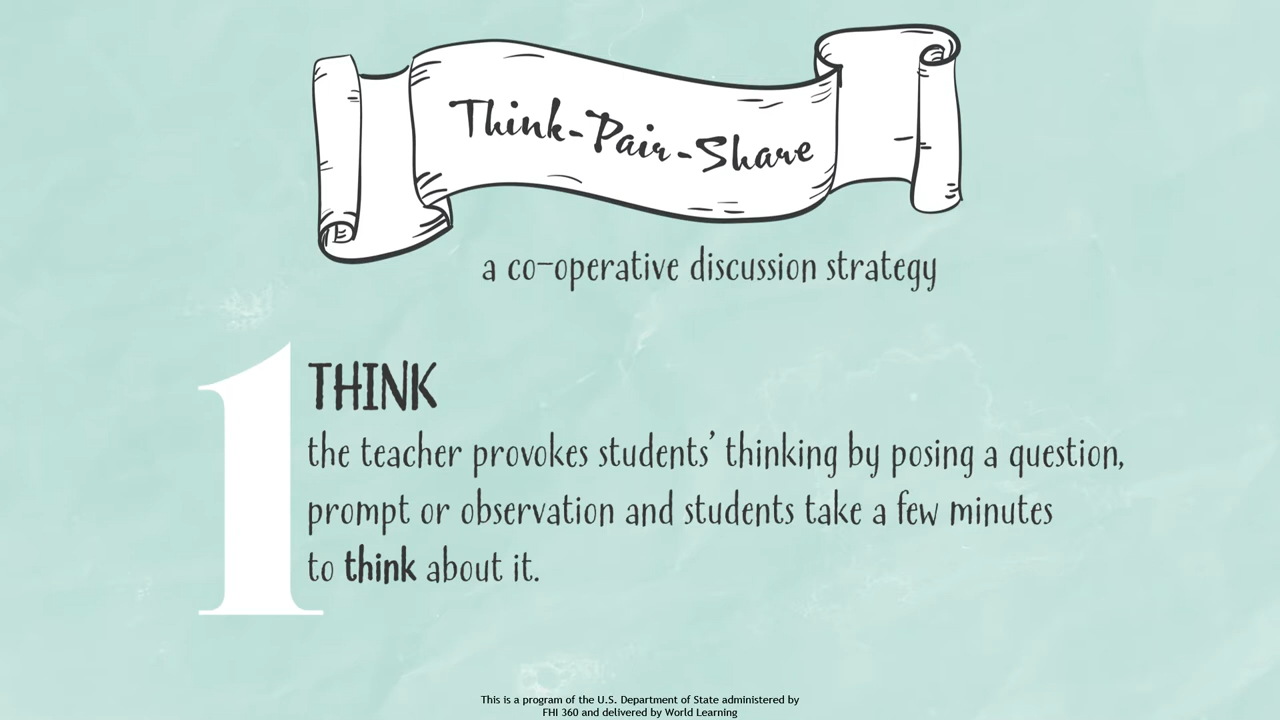 Think-Pair-Share
a co-operative discussion strategy
1
THINK
the teacher provokes students' thinking by posing a question,
prompt or observation and students take a few minutes
to think about it.
This is a program of the U.S. Department of State administered by
FHI 360 and delivered by World Learning